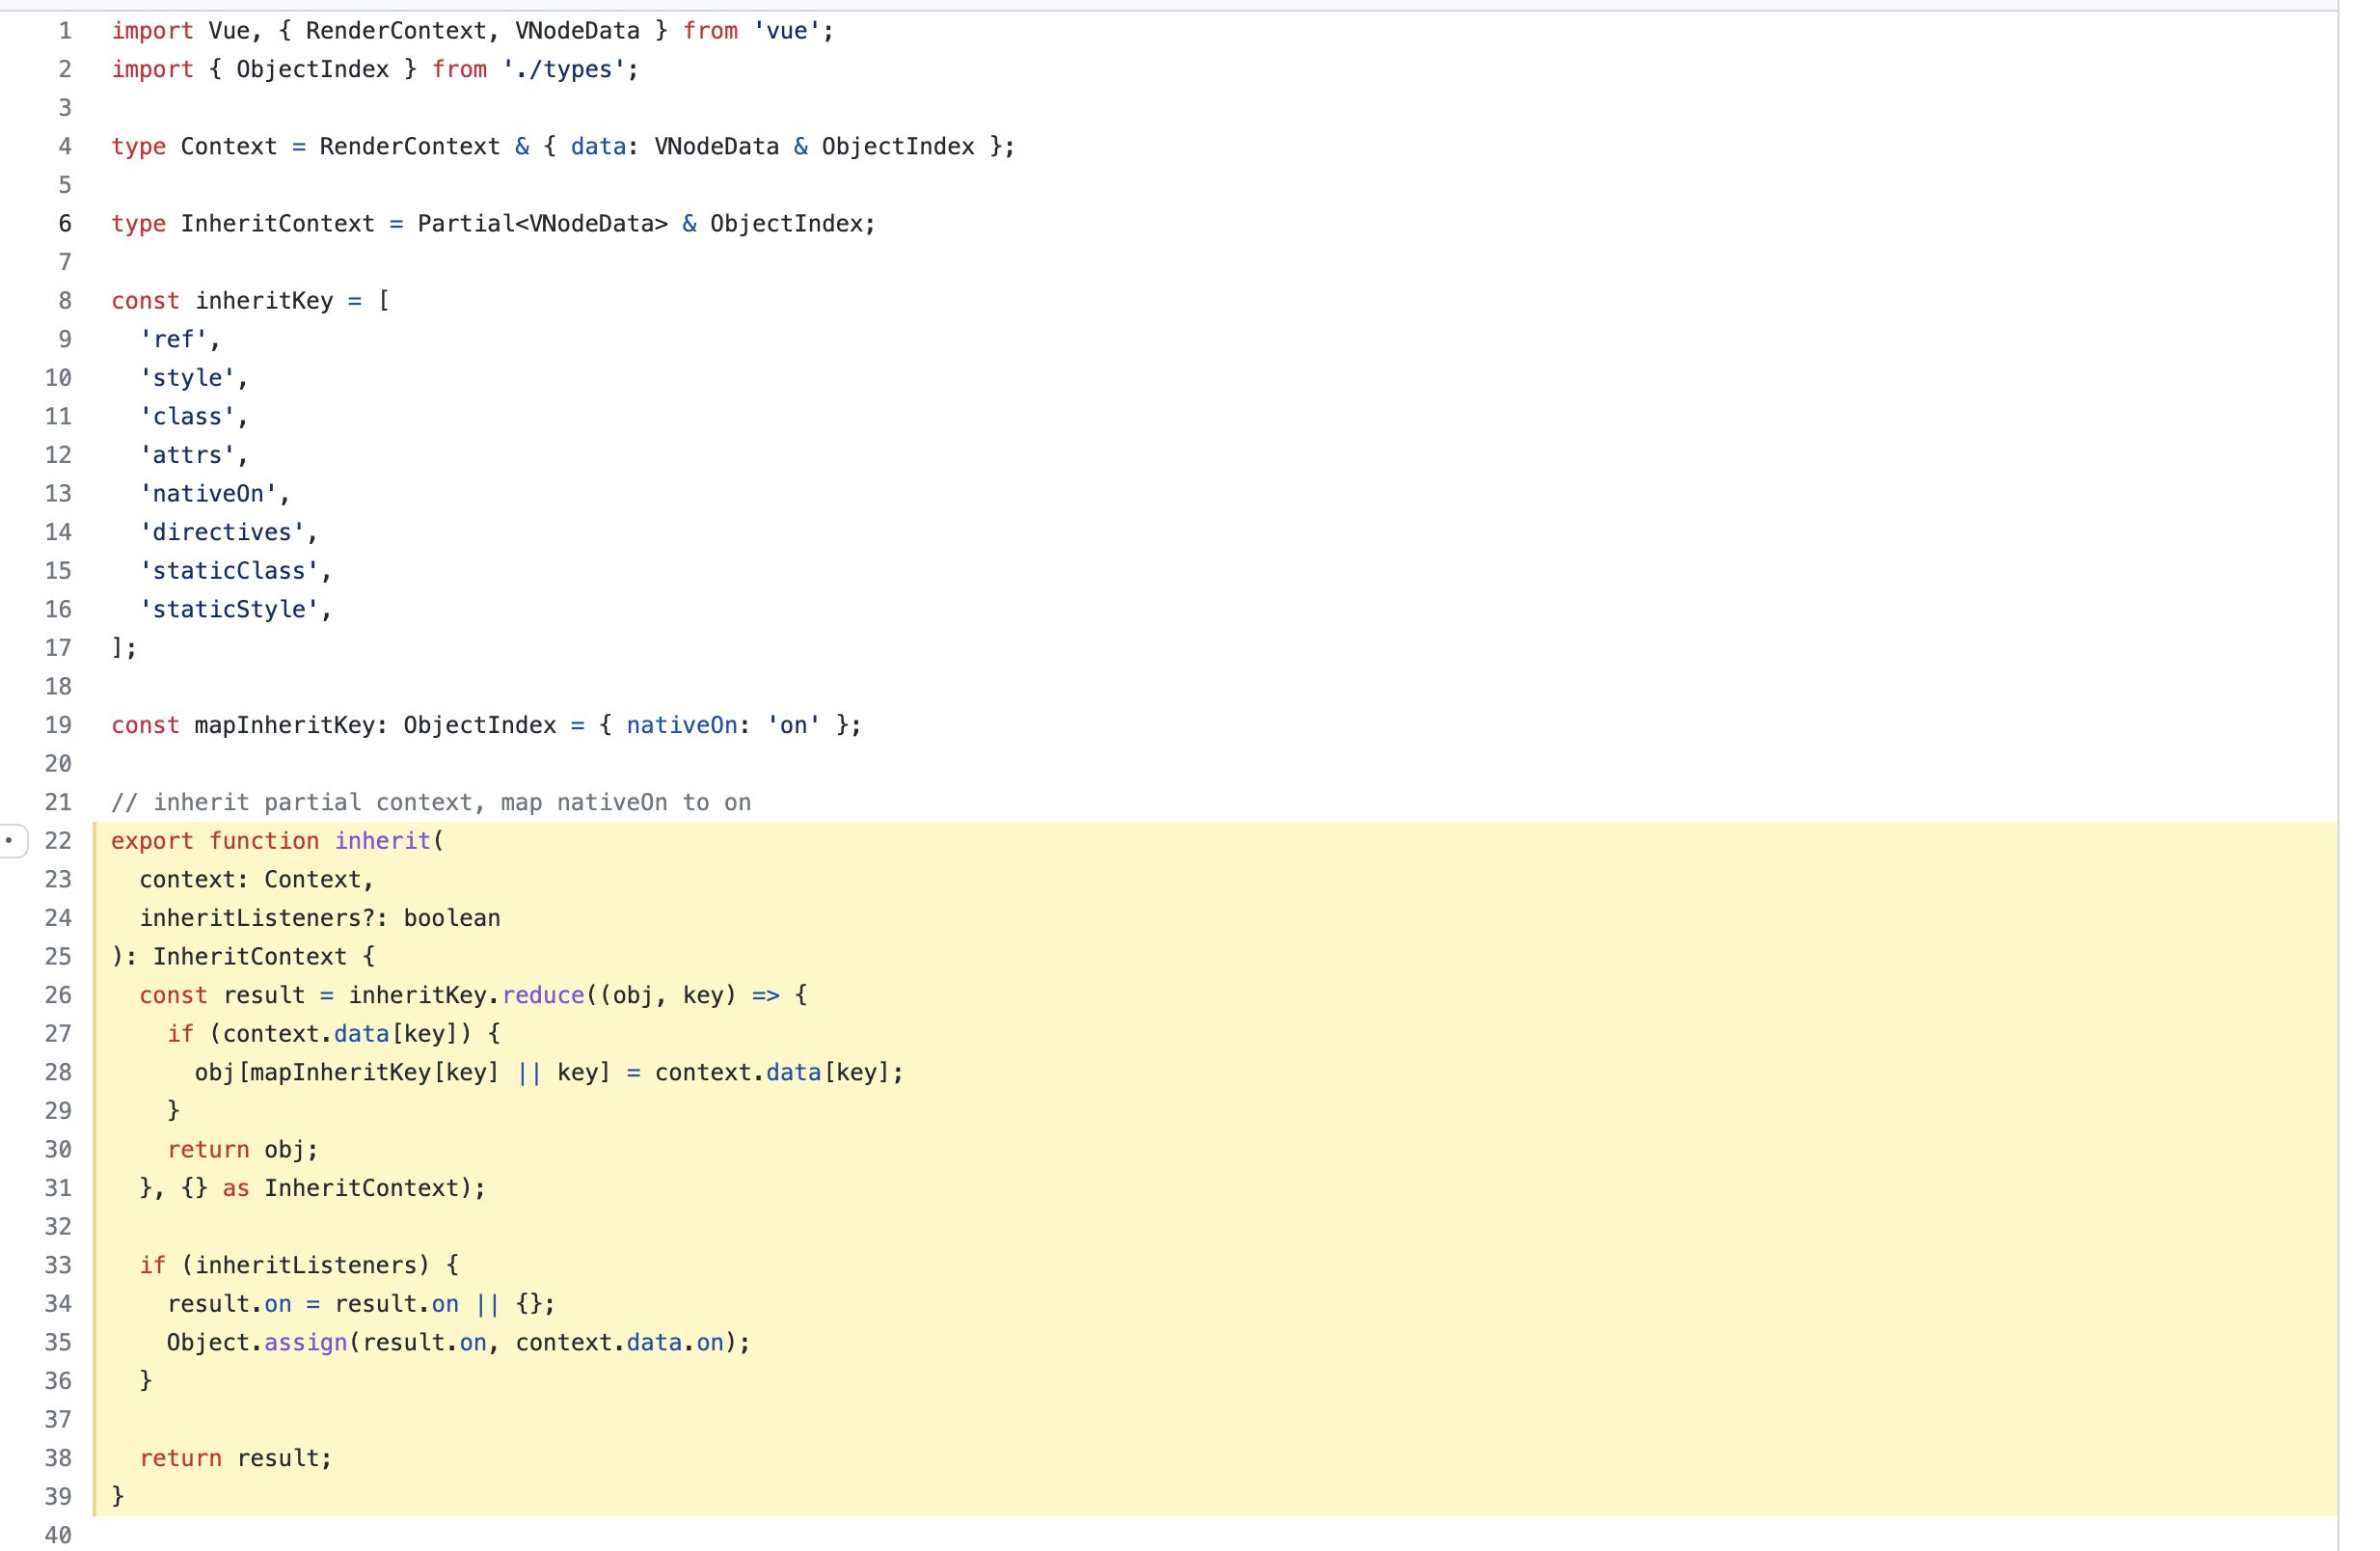 1 import Vue, { RenderContext, VNodeData } from 'vue';
2 import { ObjectIndex } from './types';
3
4 type Context = RenderContext & { data: VNodeData & ObjectIndex };
5
6 type InheritContext = Partial<VNodeData> & ObjectIndex;
7
8 const inheritKey = [
9   'ref',
10   'style',
11   'class',
12   'attrs',
13   'nativeOn',
14   'directives',
15   'staticClass',
16   'staticStyle',
17 ];
18
19 const mapInheritKey: ObjectIndex = { nativeOn: 'on' };
20
21 // inherit partial context, map nativeOn to on
22 export function inherit(
23   context: Context,
24   inheritListeners?: boolean
25 ): InheritContext {
26   const result = inheritKey.reduce((obj, key) => {
27     if (context.data[key]) {
28       obj[mapInheritKey[key] || key] = context.data[key];
29     }
30     return obj;
31   }, {} as InheritContext);
32
33   if (inheritListeners) {
34     result.on = result.on || {};
35     Object.assign(result.on, context.data.on);
36   }
37
38   return result;
39 }
40